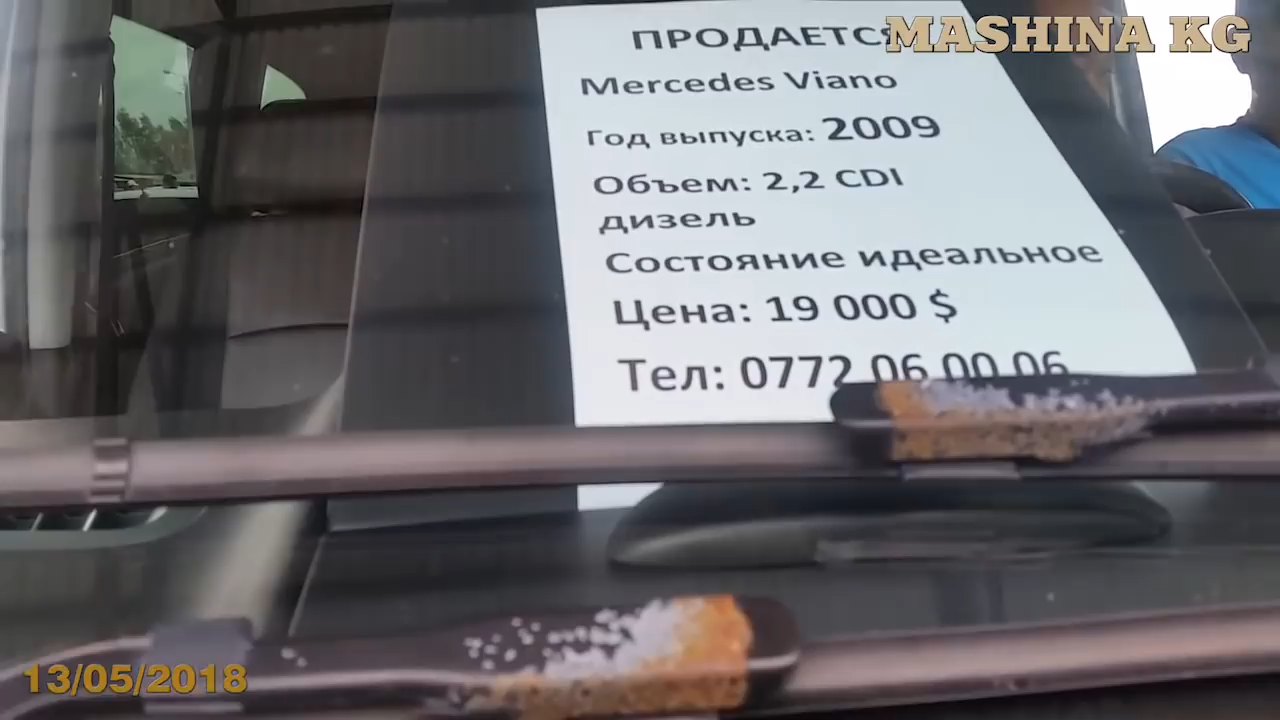 ПРОДАЕТСЯ
MASHINA KG
Mercedes Viano
Год выпуска: 2009
Объем: 2,2 CDI
дизель
Состояние идеальное
Цена: 19 000 $
Тел: 0772 06 00 06
13/05/2018